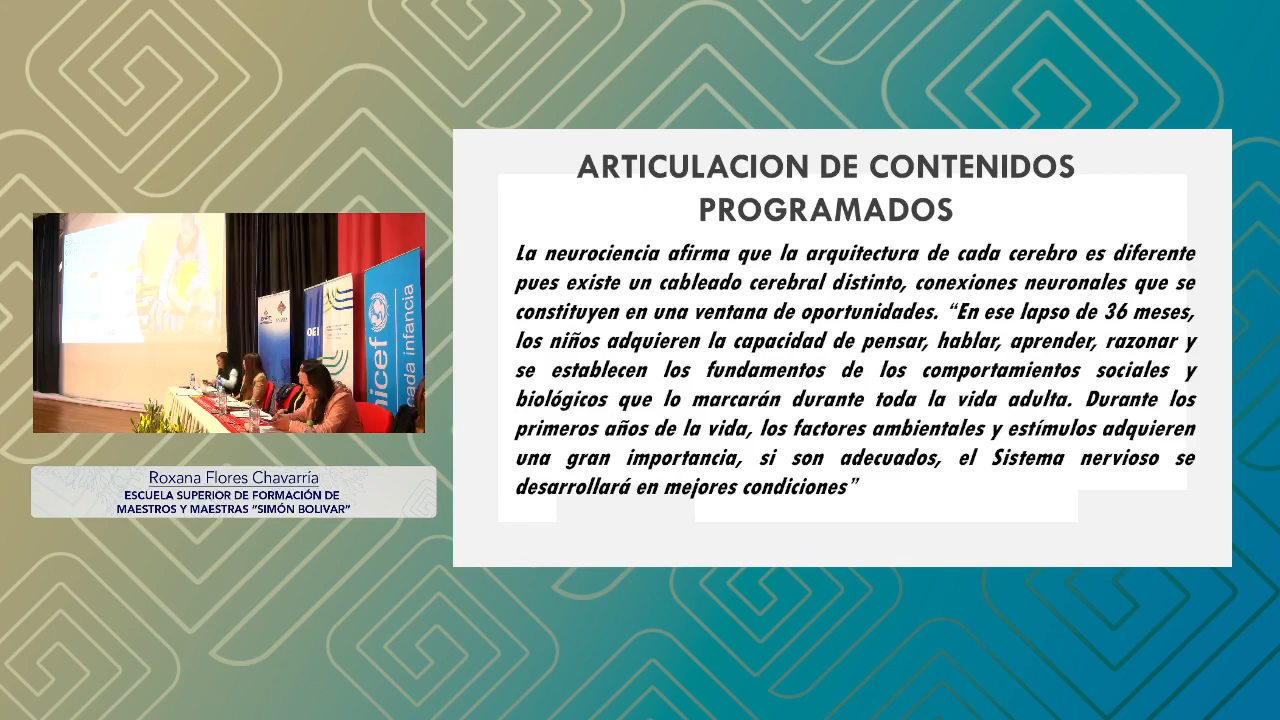 ARTICULACION DE CONTENIDOS
PROGRAMADOS
La neurociencia afirma que la arquitectura de cada cerebro es diferente
pues existe un cableado cerebral distinto, conexiones neuronales que se
constituyen en una ventana de oportunidades. “En ese lapso de 36 meses,
los niños adquieren la capacidad de pensar, hablar, aprender, razonar y
se establecen los fundamentos de los comportamientos sociales y
biológicos que lo marcarán durante toda la vida adulta. Durante los
primeros años de la vida, los factores ambientales y estímulos adquieren
una gran importancia, si son adecuados, el Sistema nervioso se
desarrollará en mejores condiciones”
OEI
unicef
cada infancia
Roxana Flores Chavarría
ESCUELA SUPERIOR DE FORMACIÓN DE
MAESTROS Y MAESTRAS “SIMÓN BOLIVAR”